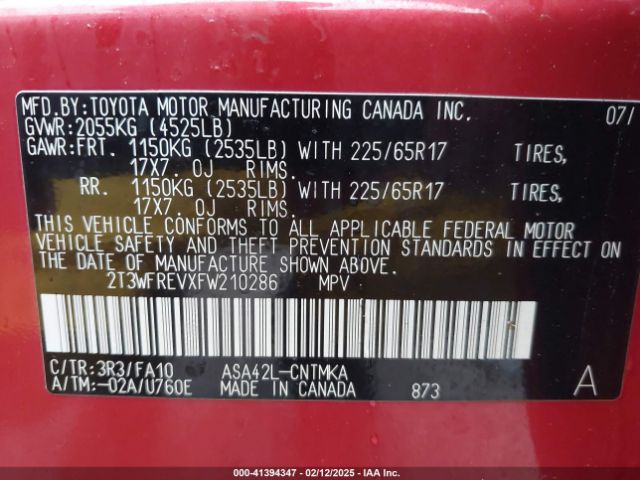 MFD.BY:TOYOTA MOTOR MANUFACTURING CANADA INC. 07/
GVWR:2055KG (4525LB)
GAWR:FRT. 1150KG (2535LB) WITH 225/65R17 TIRES,
17X7. 0J RIMS.
RR. 1150KG (2535LB) WITH 225/65R17 TIRES,
17X7. 0J RIMS.
THIS VEHICLE CONFORMS TO ALL APPLICABLE FEDERAL MOTOR
VEHICLE SAFETY AND THEFT PREVENTION STANDARDS IN EFFECT ON
THE DATE OF MANUFACTURE SHOWN ABOVE.
2T3WFREVXFW210286 MPV
C/TR:3R3/FA10 ASA42L-CNTMKA
A/TM:-02A/U760E MADE IN CANADA 873 A
000-41394347 - 02/12/2025 - IAA Inc.